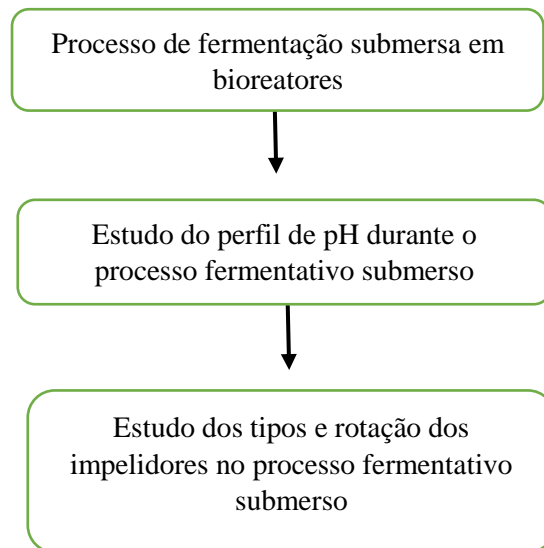 Processo de fermentação submersa em
bioreatores
Estudo do perfil de pH durante o
processo fermentativo submerso
Estudo dos tipos e rotação dos
impelidores no processo fermentativo
submerso